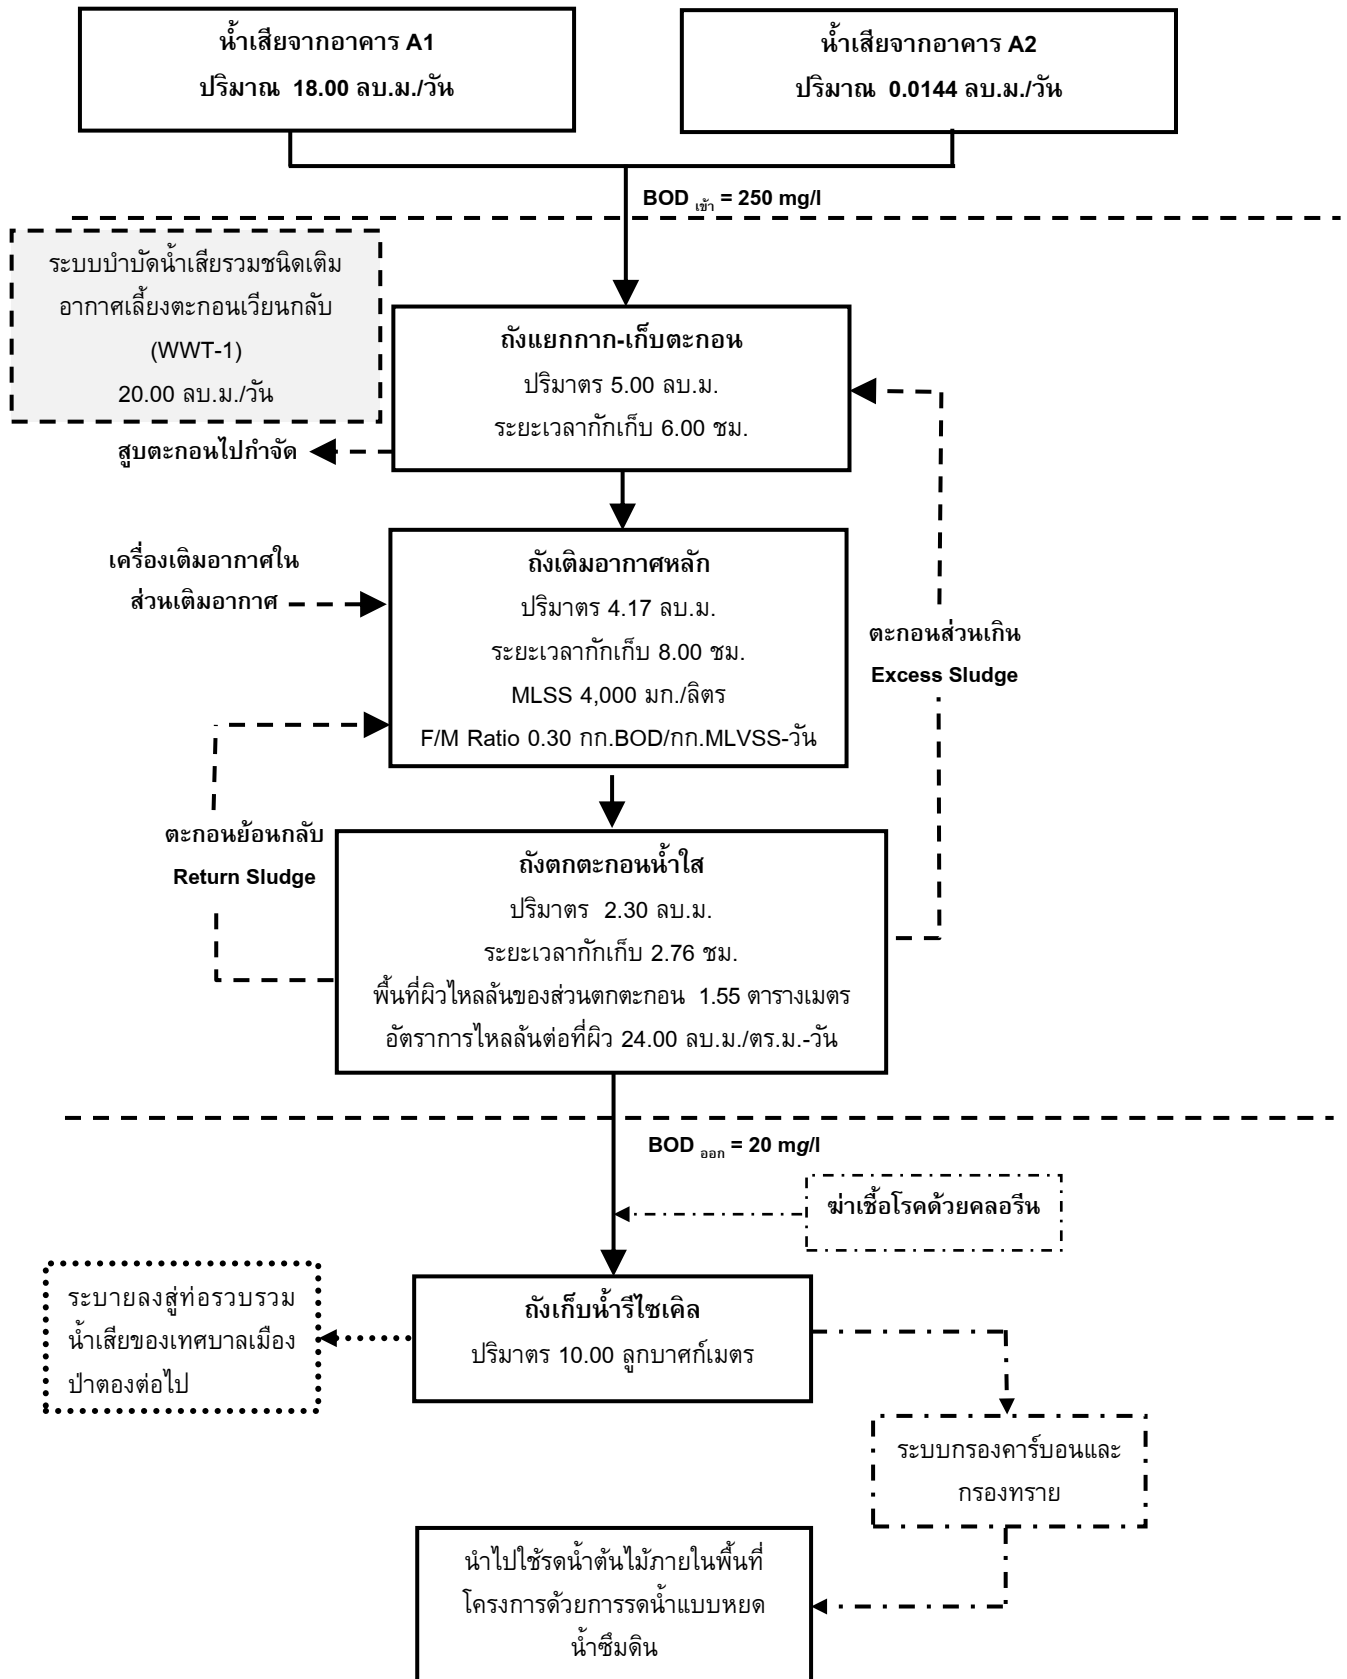 น้ำเสียจากอาคาร A1
ปริมาณ 18.00 ลบ.ม./วัน
น้ำเสียจากอาคาร A2
ปริมาณ 0.0144 ลบ.ม./วัน
BOD เข้า = 250 mg/l
ระบบบำบัดน้ำเสียรวมชนิดเติม
อากาศเลี้ยงตะกอนเวียนกลับ
(WWT-1)
20.00 ลบ.ม./วัน
ถังแยกกาก-เก็บตะกอน
ปริมาตร 5.00 ลบ.ม.
ระยะเวลากักเก็บ 6.00 ชม.
สูบตะกอนไปกำจัด
เครื่องเติมอากาศใน
ส่วนเติมอากาศ
ถังเติมอากาศหลัก
ปริมาตร 4.17 ลบ.ม.
ระยะเวลากักเก็บ 8.00 ชม.
MLSS 4,000 มก./ลิตร
F/M Ratio 0.30 กก.BOD/กก.MLVSS-วัน
ตะกอนส่วนเกิน
Excess Sludge
ตะกอนย้อนกลับ
Return Sludge
ถังตกตะกอนน้ำใส
ปริมาตร 2.30 ลบ.ม.
ระยะเวลากักเก็บ 2.76 ชม.
พื้นที่ผิวไหลล้นของส่วนตกตะกอน 1.55 ตารางเมตร
อัตราการไหลล้นต่อที่ผิว 24.00 ลบ.ม./ตร.ม.-วัน
BOD ออก = 20 mg/l
ฆ่าเชื้อโรคด้วยคลอรีน
ถังเก็บน้ำรีไซเคิล
ปริมาตร 10.00 ลูกบาศก์เมตร
ระบายลงสู่ท่อรวบรวม
น้ำเสียของเทศบาลเมือง
ป่าตองต่อไป
ระบบกรองคาร์บอนและ
กรองทราย
นำไปใช้รดน้ำต้นไม้ภายในพื้นที่
โครงการด้วยการรดน้ำแบบหยด
น้ำซึมดิน